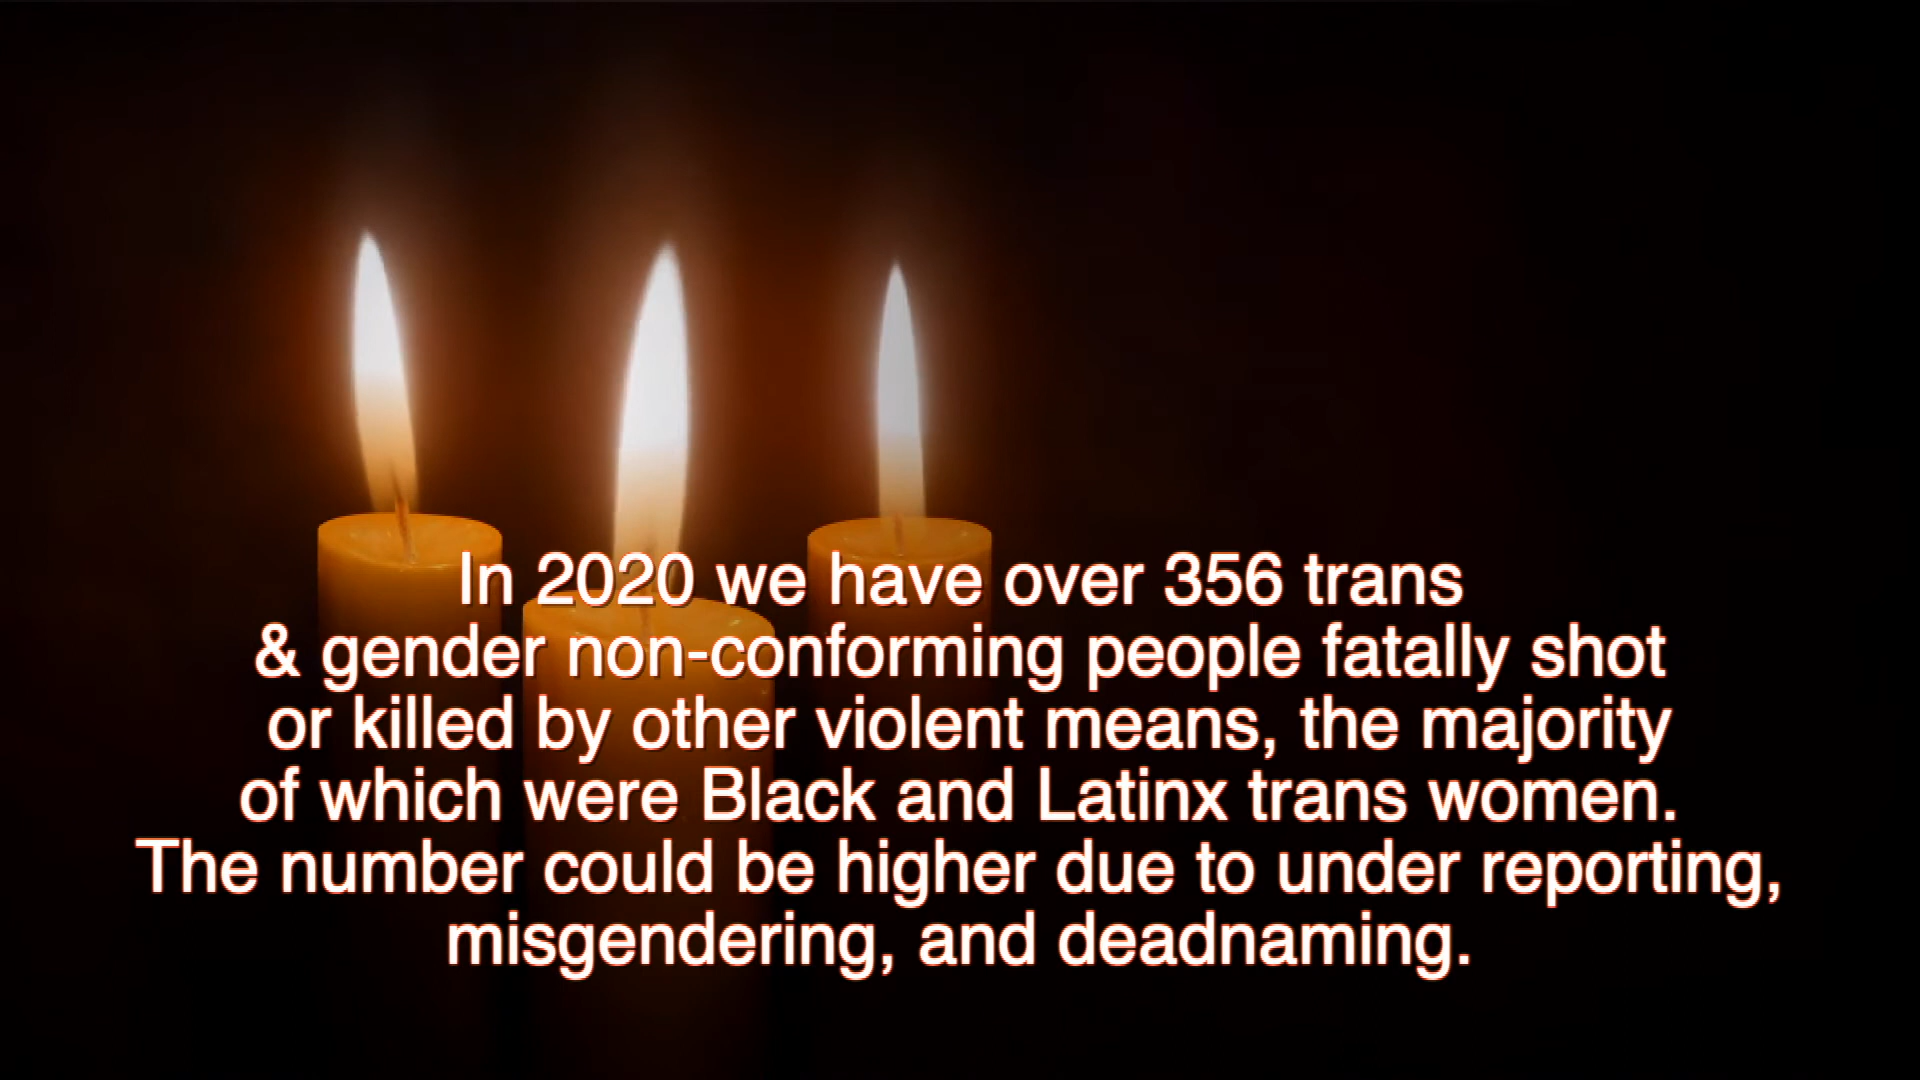 In 2020 we have over 356 trans
& gender non-conforming people fatally shot
or killed by other violent means, the majority
of which were Black and Latinx trans women.
The number could be higher due to under reporting,
misgendering, and deadnaming.